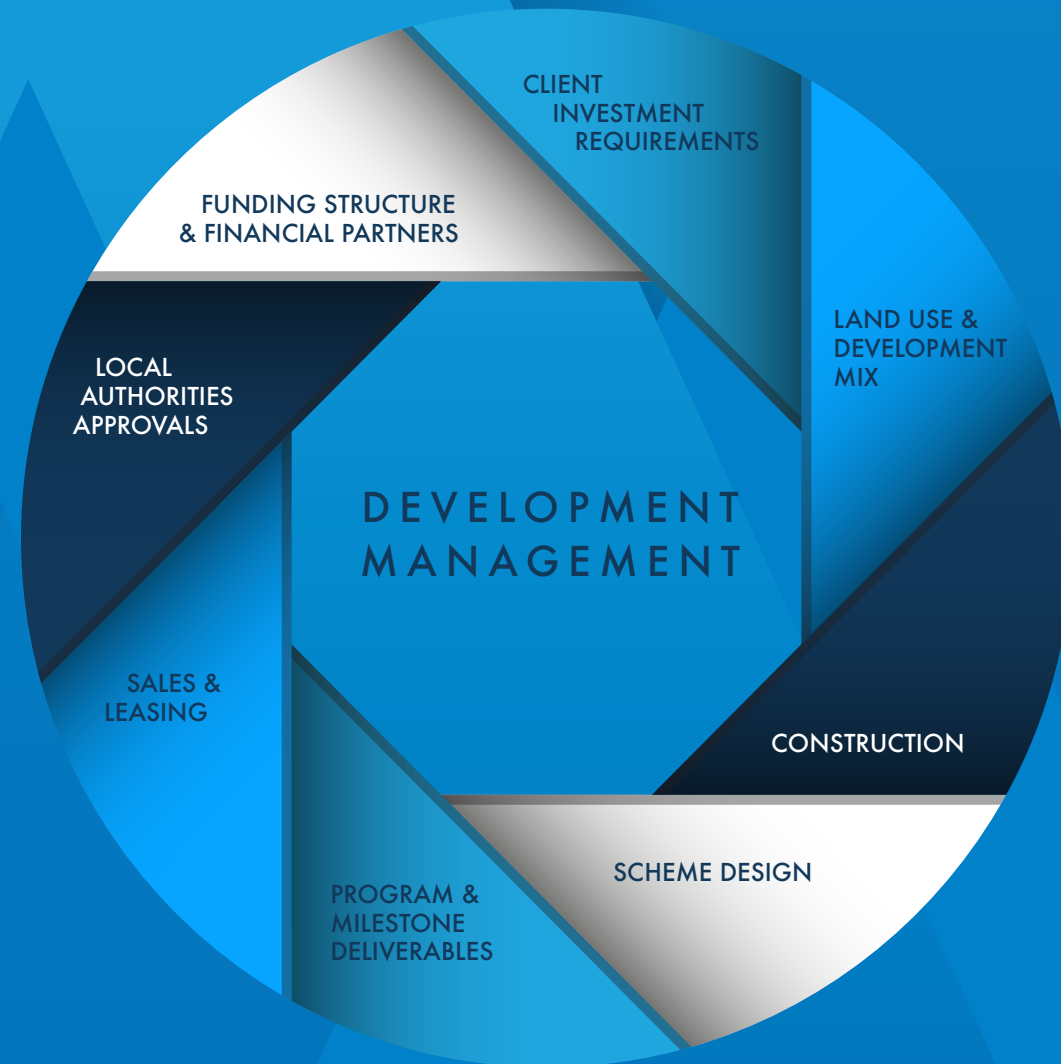 CLIENT
INVESTMENT
REQUIREMENTS
FUNDING STRUCTURE
& FINANCIAL PARTNERS
LAND USE &
DEVELOPMENT
MIX
LOCAL
AUTHORITIES
APPROVALS
DEVELOPMENT
MANAGEMENT
SALES &
LEASING
CONSTRUCTION
SCHEME DESIGN
PROGRAM &
MILESTONE
DELIVERABLES